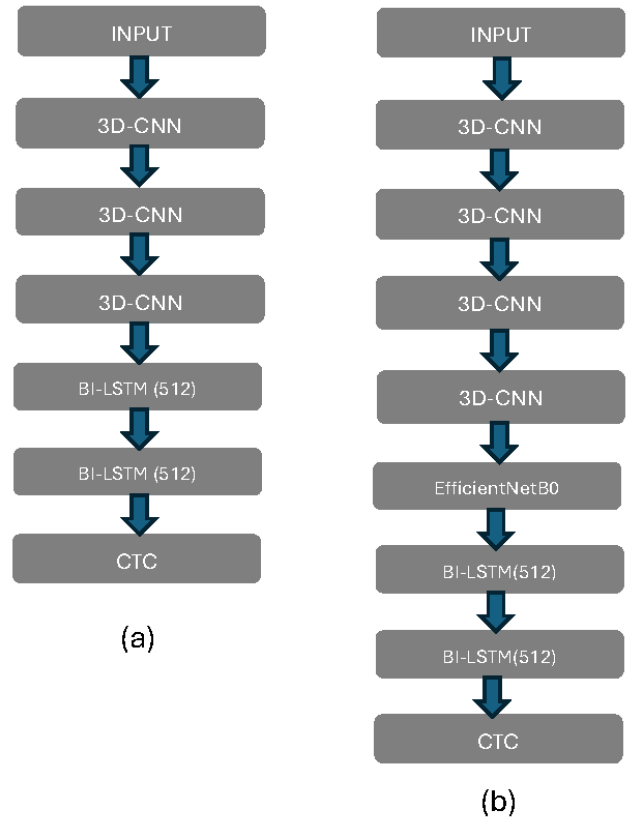 INPUT
3D-CNN
3D-CNN
3D-CNN
BI-LSTM (512)
BI-LSTM (512)
CTC
(a)
INPUT
3D-CNN
3D-CNN
3D-CNN
3D-CNN
EfficientNetB0
BI-LSTM(512)
BI-LSTM(512)
CTC
(b)